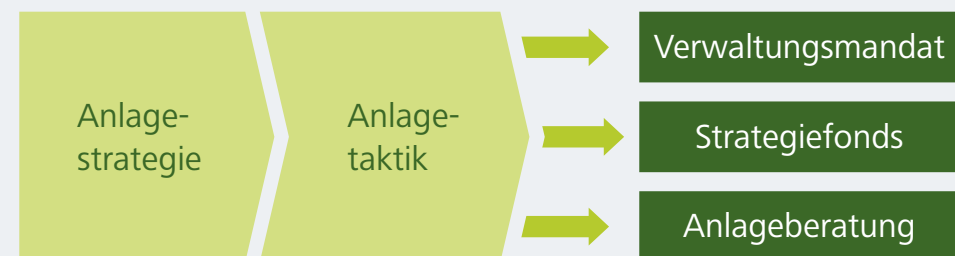 Anlage-
strategie
Anlage-
taktik
Verwaltungsmandat
Strategiefonds
Anlageberatung